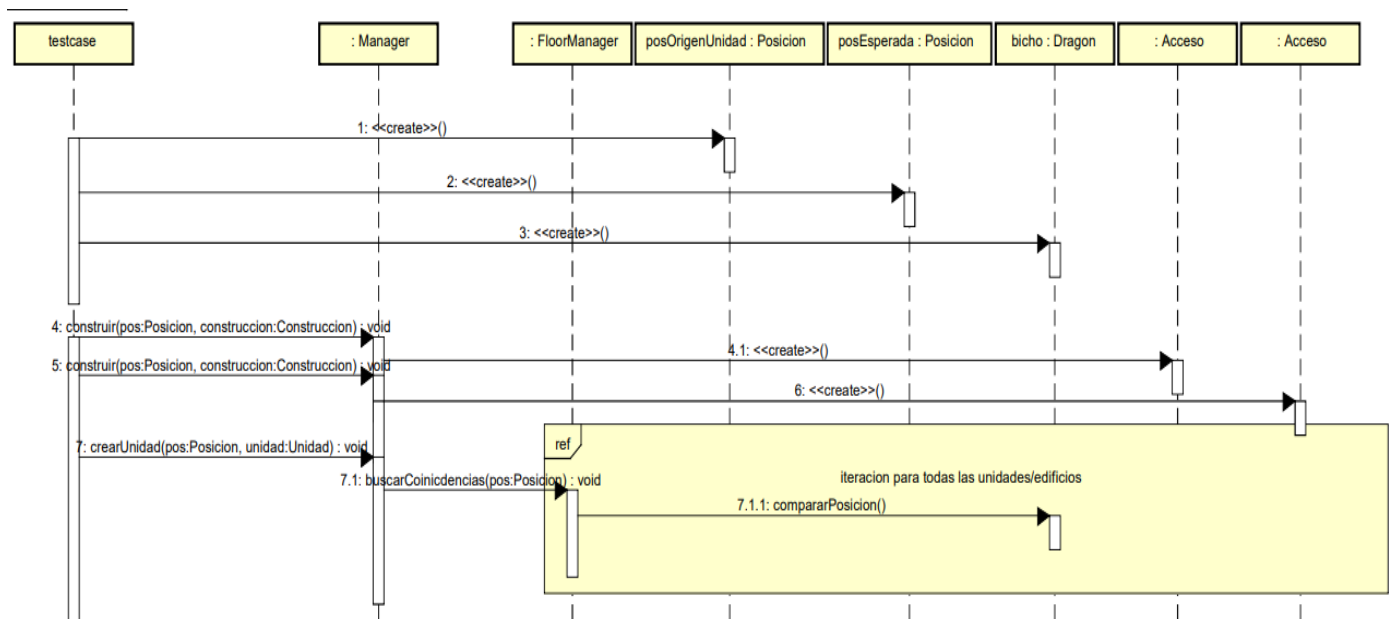 testcase
: Manager
: FloorManager
posOrigenUnidad : Posicion
posEsperada : Posicion
bicho : Dragon
: Acceso
: Acceso
1: <<create>>()
2: <<create>>()
3: <<create>>()
4: construir(pos:Posicion, construccion:Construccion) : void
4.1: <<create>>()
5: construir(pos:Posicion, construccion:Construccion) : void
6: <<create>>()
7: crearUnidad(pos:Posicion, unidad:Unidad) : void
ref
7.1: buscarCoinicdencias(pos:Posicion) : void
iteracion para todas las unidades/edificios
7.1.1: compararPosicion()